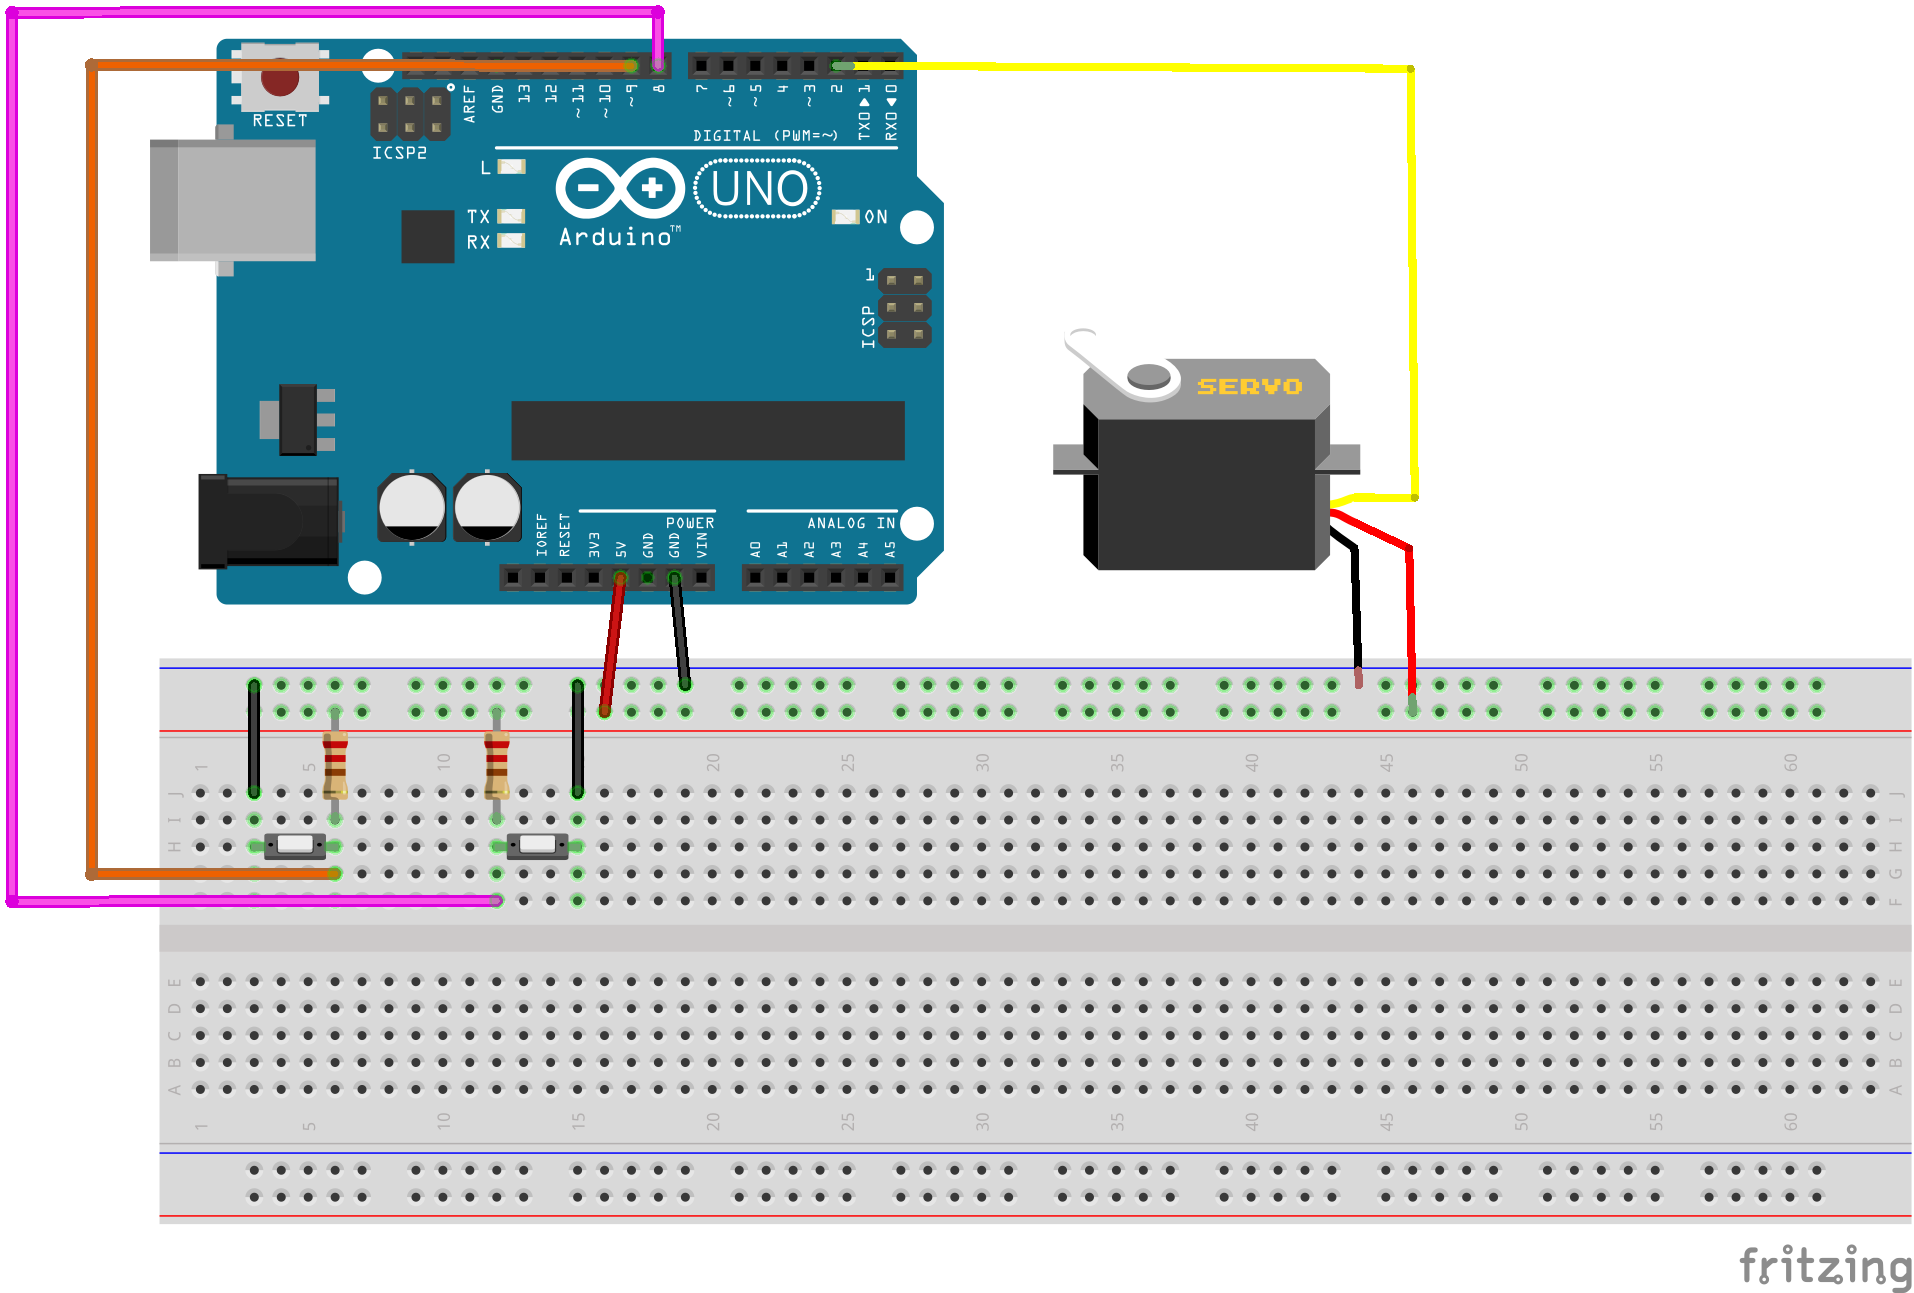 RESET
ICSP2
AREF
GND
13
12
~11
~10
~9
8
7
~6
~5
4
~3
2
TX0▶1
RX0◀0
DIGITAL (PWM=~)
L
TX
RX
UNO
Arduino™
ON
1
ICSP
SERVO
IOREF
RESET
3V3
5V
GND
GND
VIN
POWER
ANALOG IN
A0
A1
A2
A3
A4
A5
1 5 10 15 20 25 30 35 40 45 50 55 60
J J
I I
H H
G G
F F
E E
D D
C C
B B
A A
1 5 10 15 20 25 30 35 40 45 50 55 60
fritzing